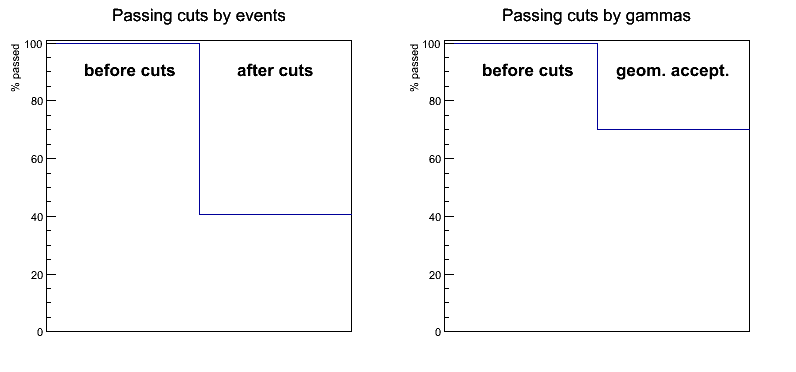 Passing cuts by events
% passed
100
80
60
40
20
0
before cuts
after cuts
Passing cuts by gammas
% passed
100
80
60
40
20
0
before cuts
geom. accept.